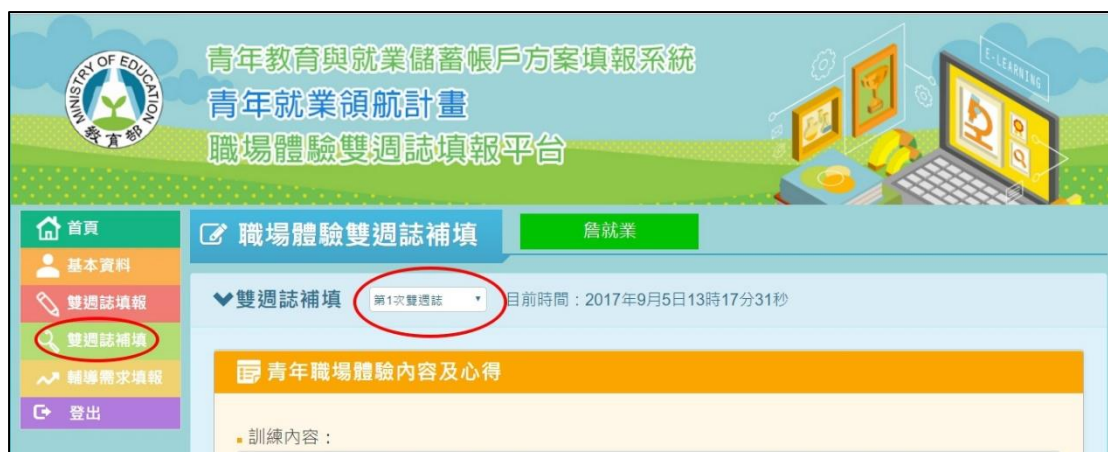 MINISTRY OF EDUCATION
教育部
青年教育與就業儲蓄帳戶方案填報系統
青年就業領航計畫
職場體驗雙週誌填報平台
E-LEARNING
首頁
基本資料
雙週誌填報
雙週誌補填
輔導需求填報
登出
職場體驗雙週誌補填
詹就業
雙週誌補填 第1次雙週誌 目前時間：2017年9月5日13時17分31秒
青年職場體驗內容及心得
訓練內容：